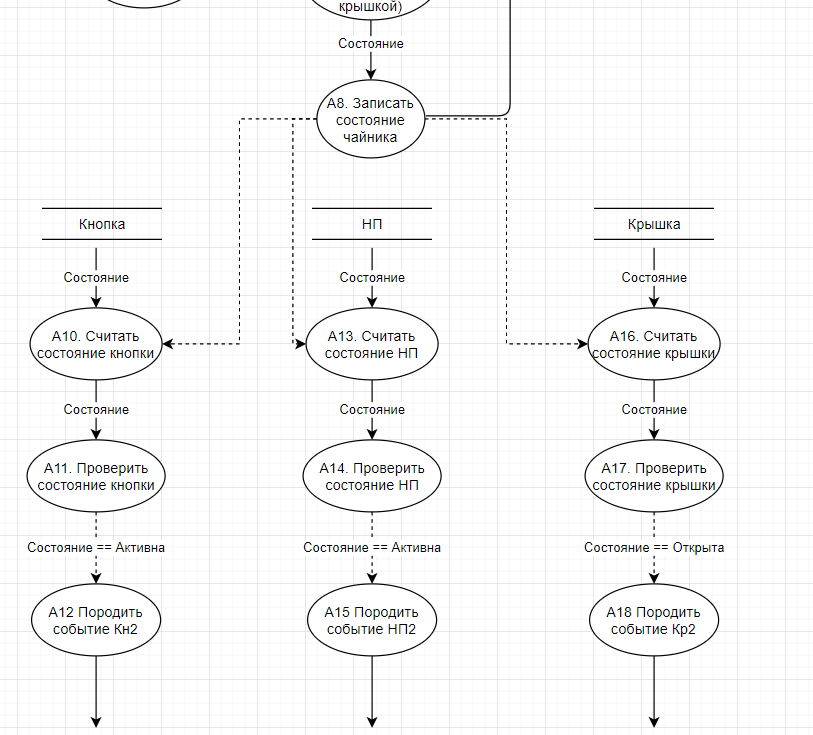 крышкой)
Состояние
А8. Записать
состояние
чайника
Кнопка
НП
Крышка
Состояние
Состояние
Состояние
А10. Считать
состояние кнопки
А13. Считать
состояние НП
А16. Считать
состояние крышки
Состояние
Состояние
Состояние
А11. Проверить
состояние кнопки
А14. Проверить
состояние НП
А17. Проверить
состояние крышки
Состояние == Активна
Состояние == Активна
Состояние == Открыта
А12 Породить
событие Кн2
А15 Породить
событие НП2
А18 Породить
событие Кр2